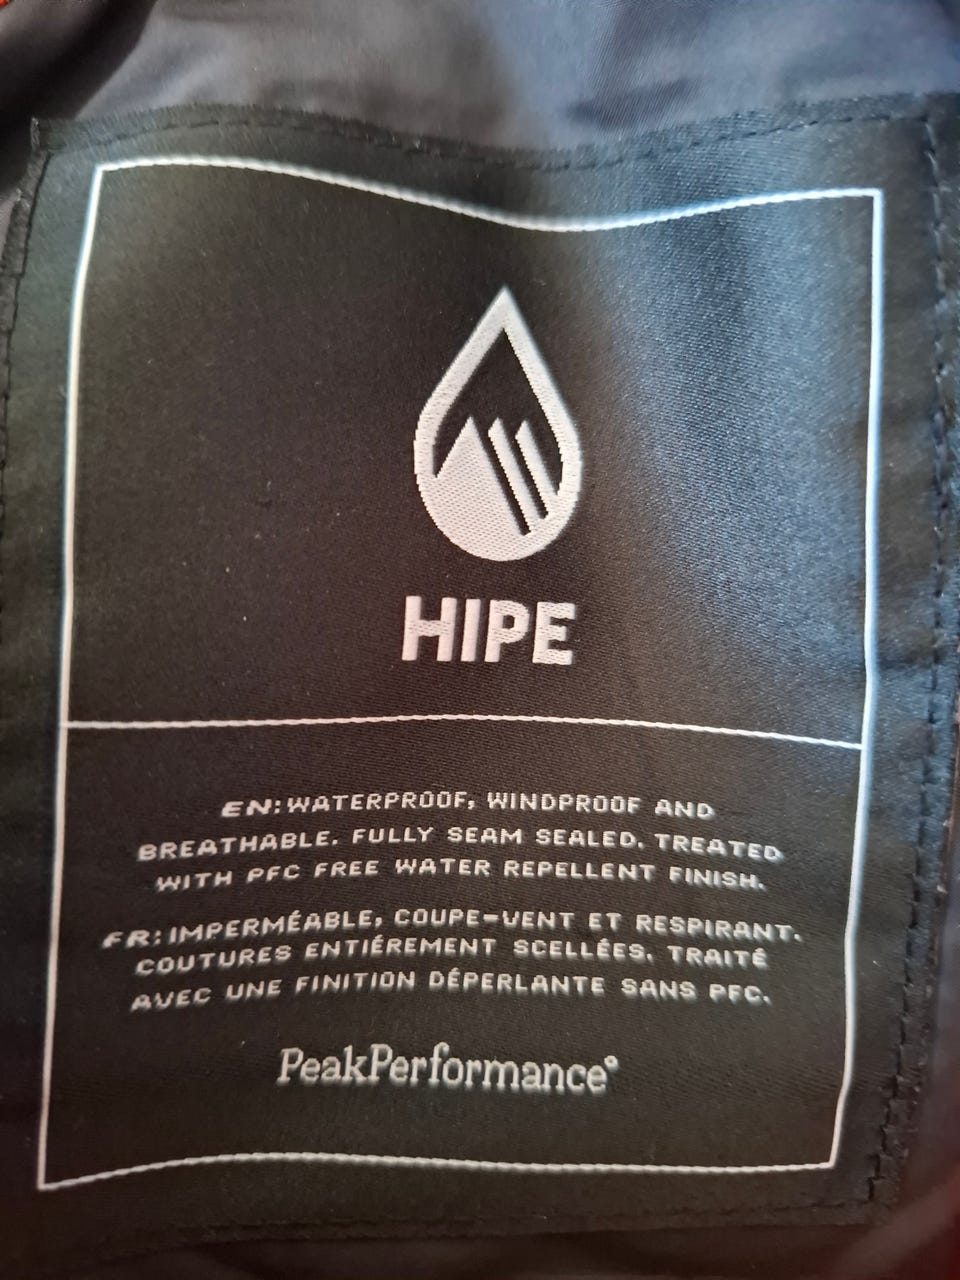 HIPE
EN: WATERPROOF, WINDPROOF AND
BREATHABLE. FULLY SEAM SEALED. TREATED
WITH PFC FREE WATER REPELLENT FINISH.
FR: IMPERMÉABLE, COUPE-VENT ET RESPIRANT.
COUTURES ENTIÉREMENT SCELLÉES. TRAITÉ
AVEC UNE FINITION DÉPERLANTE SANS PFC.
PeakPerformance°